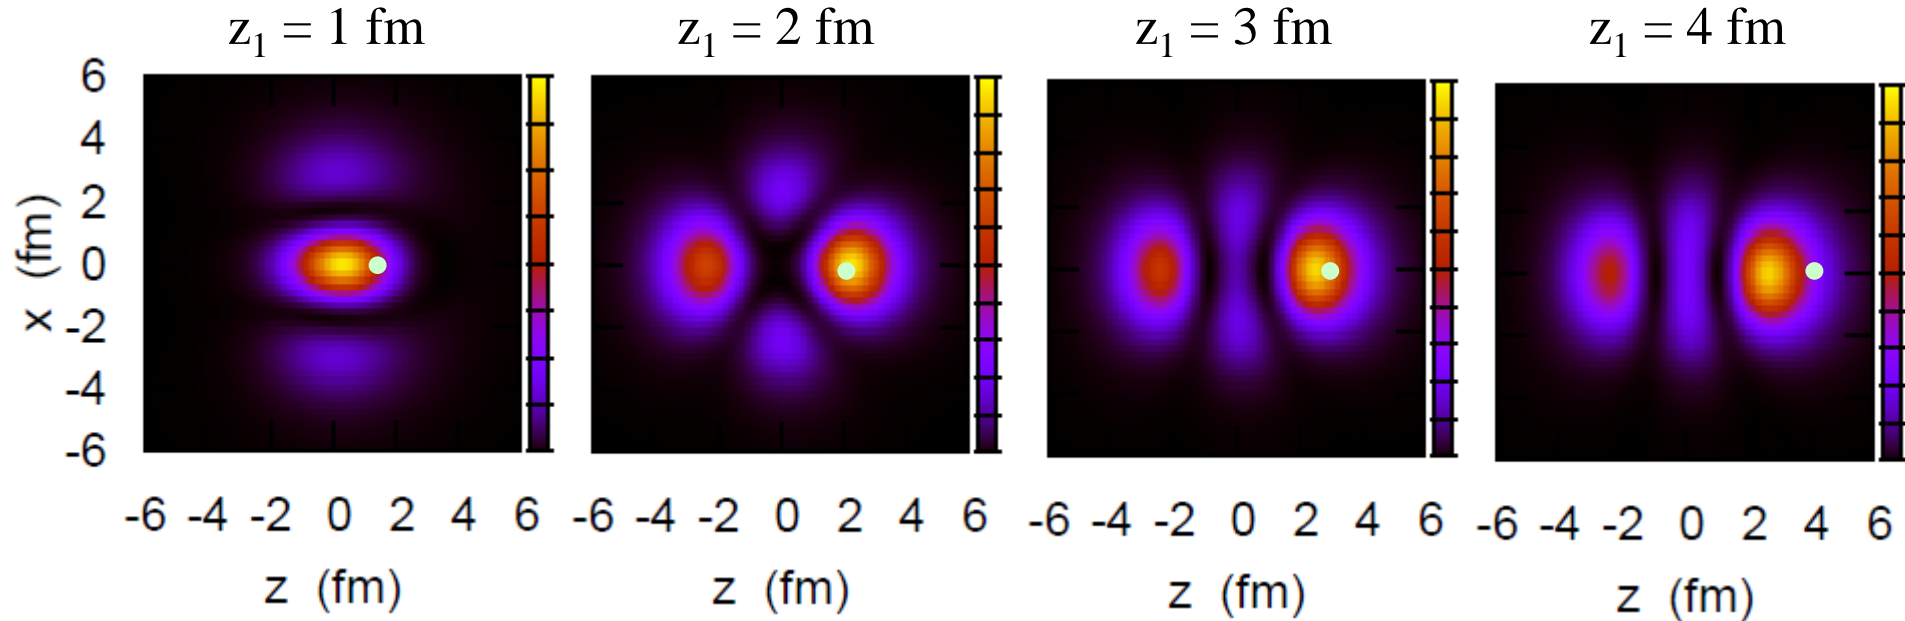 z₁ = 1 fm
z₁ = 2 fm
z₁ = 3 fm
z₁ = 4 fm
x (fm)
6
4
2
0
-2
-4
-6
-6 -4 -2 0 2 4 6
-6 -4 -2 0 2 4 6
-6 -4 -2 0 2 4 6
-6 -4 -2 0 2 4 6
z (fm)
z (fm)
z (fm)
z (fm)